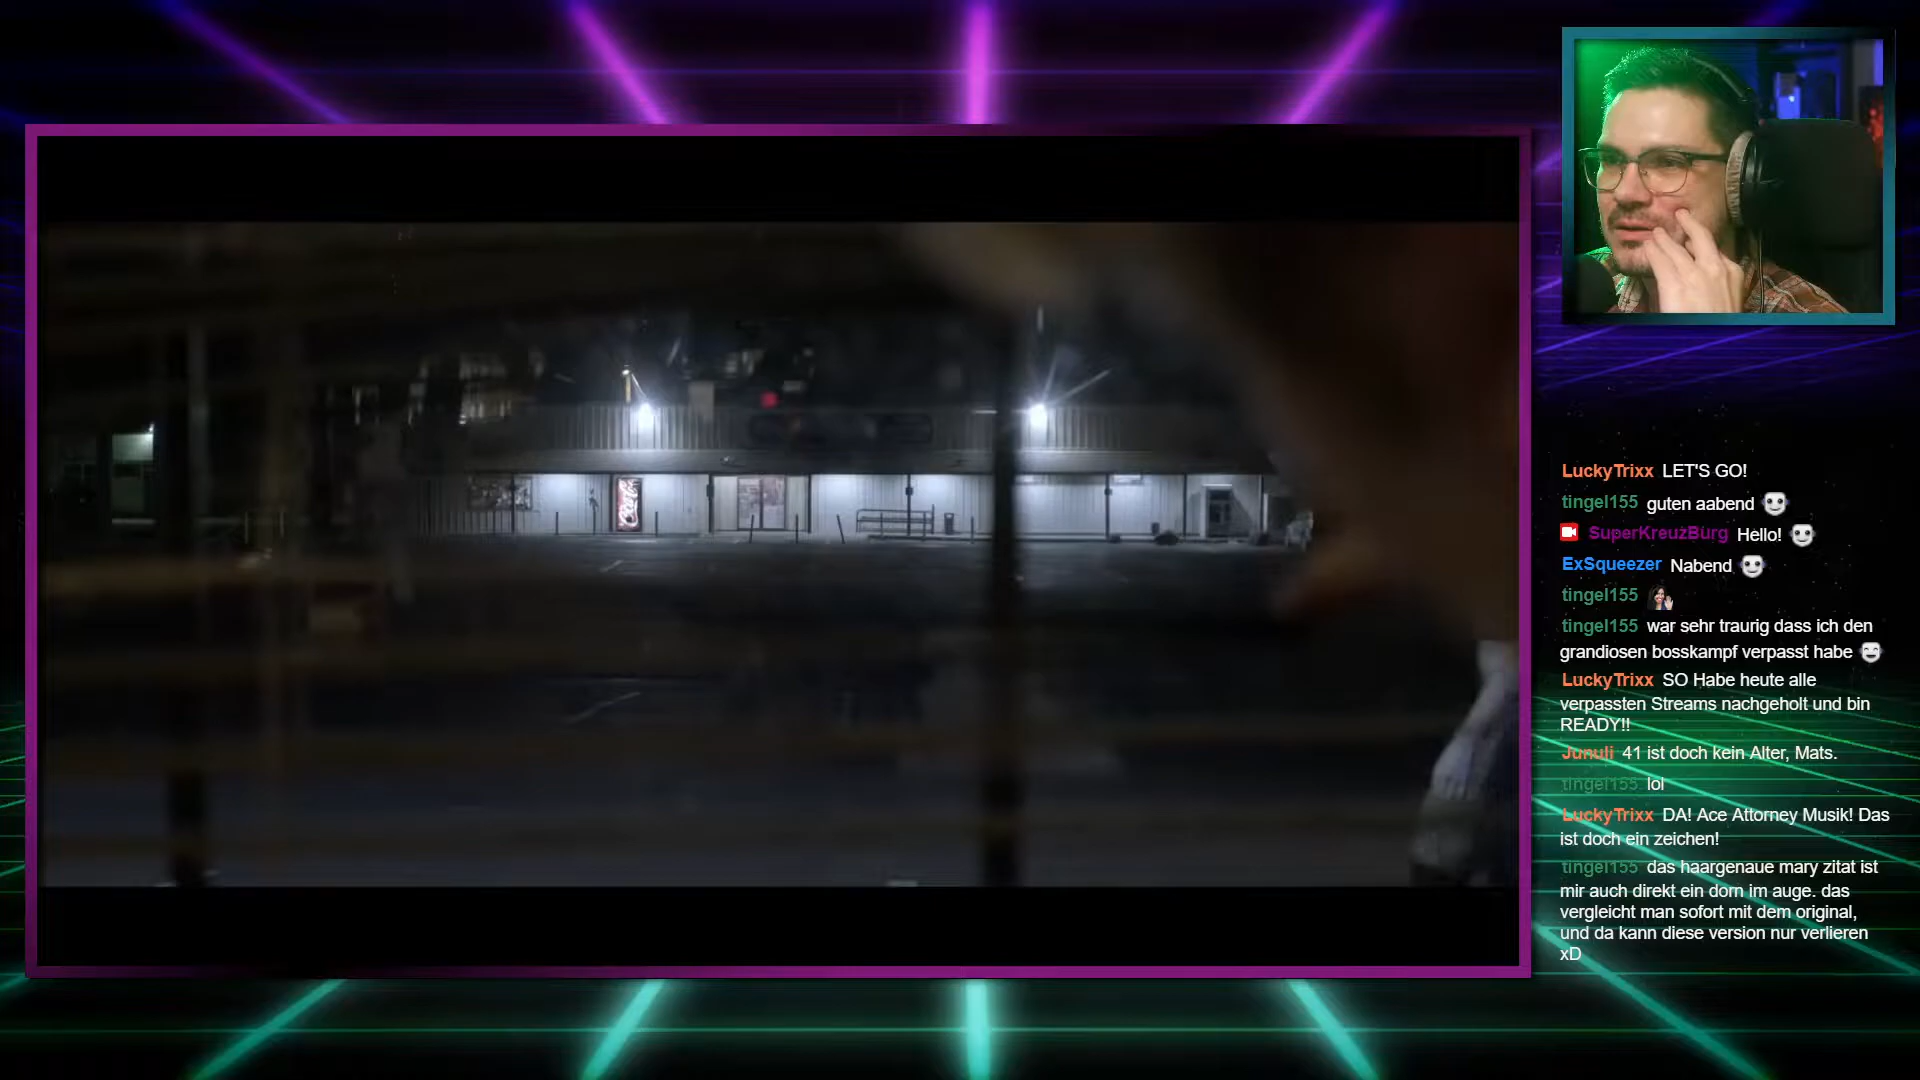 Coca-Cola
LuckyTrixx LET'S GO!
tingel155 guten aabend
SuperKreuzBurg Hello!
ExSqueezer Nabend
tingel155
tingel155 war sehr traurig dass ich den
grandiosen bosskampf verpasst habe
LuckyTrixx SO Habe heute alle
verpassten Streams nachgeholt und bin
READY!!
Junuli 41 ist doch kein Alter, Mats.
tingel155 lol
LuckyTrixx DA! Ace Attorney Musik! Das
ist doch ein zeichen!
tingel155 das haargenaue mary zitat ist
mir auch direkt ein dorn im auge. das
vergleicht man sofort mit dem original,
und da kann diese version nur verlieren
xD